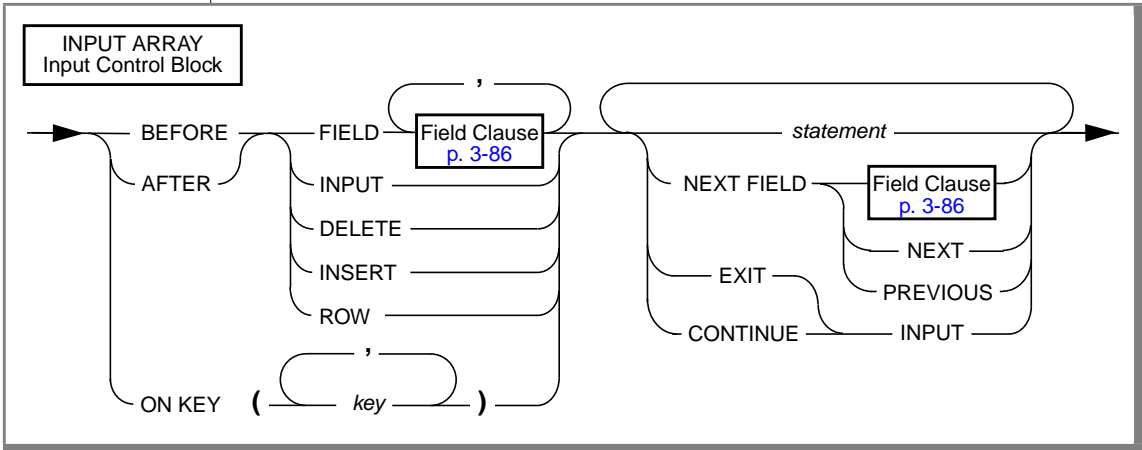 INPUT ARRAY
Input Control Block
,
BEFORE FIELD Field Clause statement
p. 3-86
AFTER INPUT NEXT FIELD Field Clause
p. 3-86
DELETE
NEXT
INSERT EXIT
PREVIOUS
ROW
CONTINUE INPUT
,
ON KEY ( key )